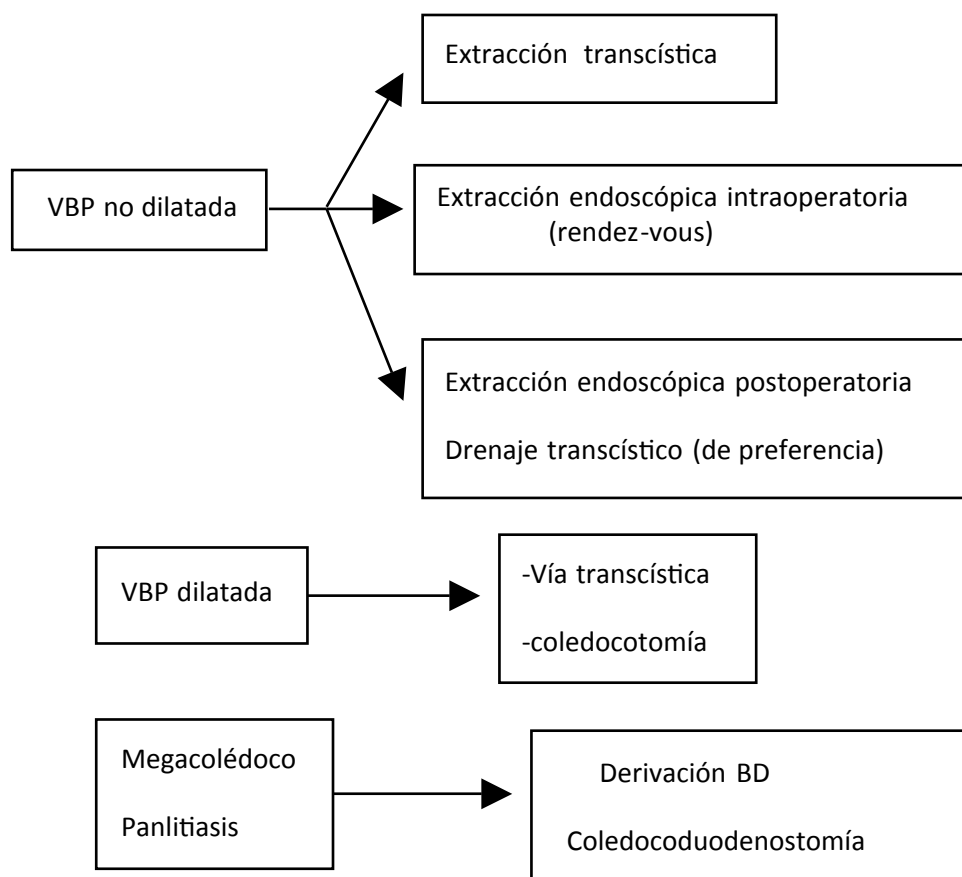 Extracción transcística
VBP no dilatada
Extracción endoscópica intraoperatoria
(rendez-vous)
Extracción endoscópica postoperatoria
Drenaje transcístico (de preferencia)
VBP dilatada
-Vía transcística
-coledocotomía
Megacolédoco
Panlitiasis
Derivación BD
Coledocoduodenostomía